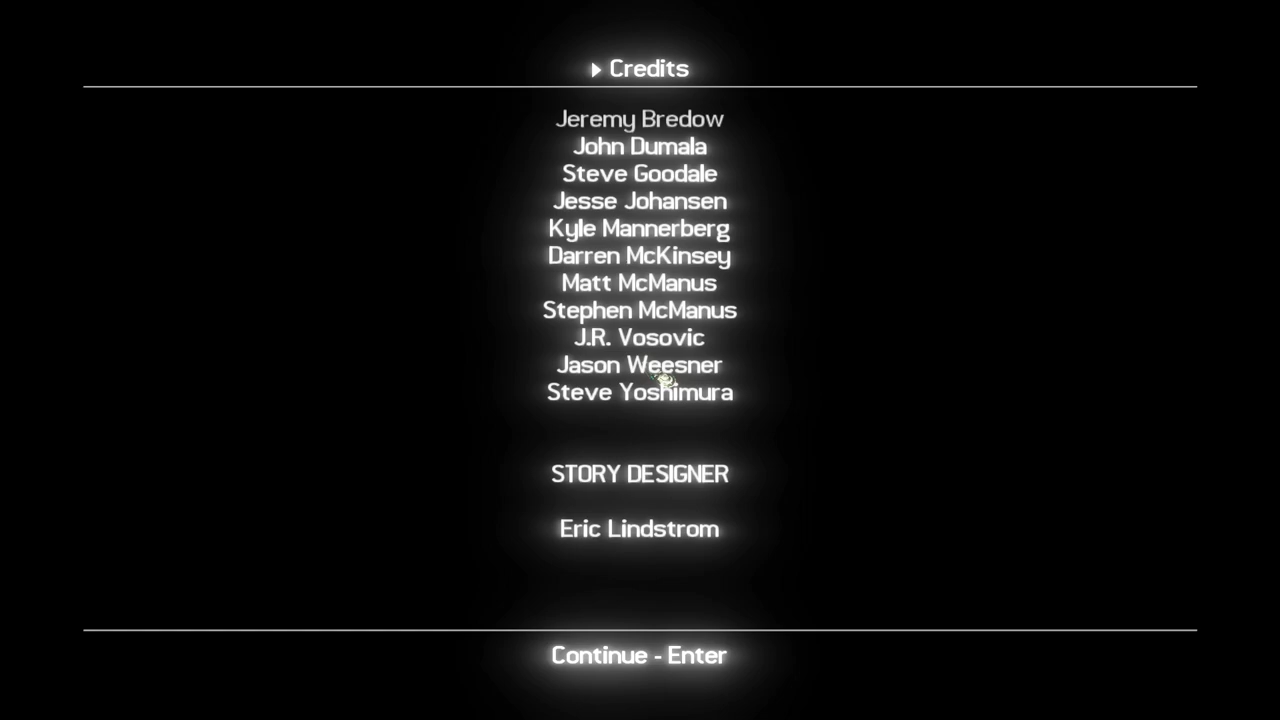 Credits
Jeremy Bredow
John Dumala
Steve Goodale
Jesse Johansen
Kyle Mannerberg
Darren McKinsey
Matt McManus
Stephen McManus
J.R. Vosovic
Jason Weesner
Steve Yoshimura
STORY DESIGNER
Eric Lindstrom
Continue - Enter